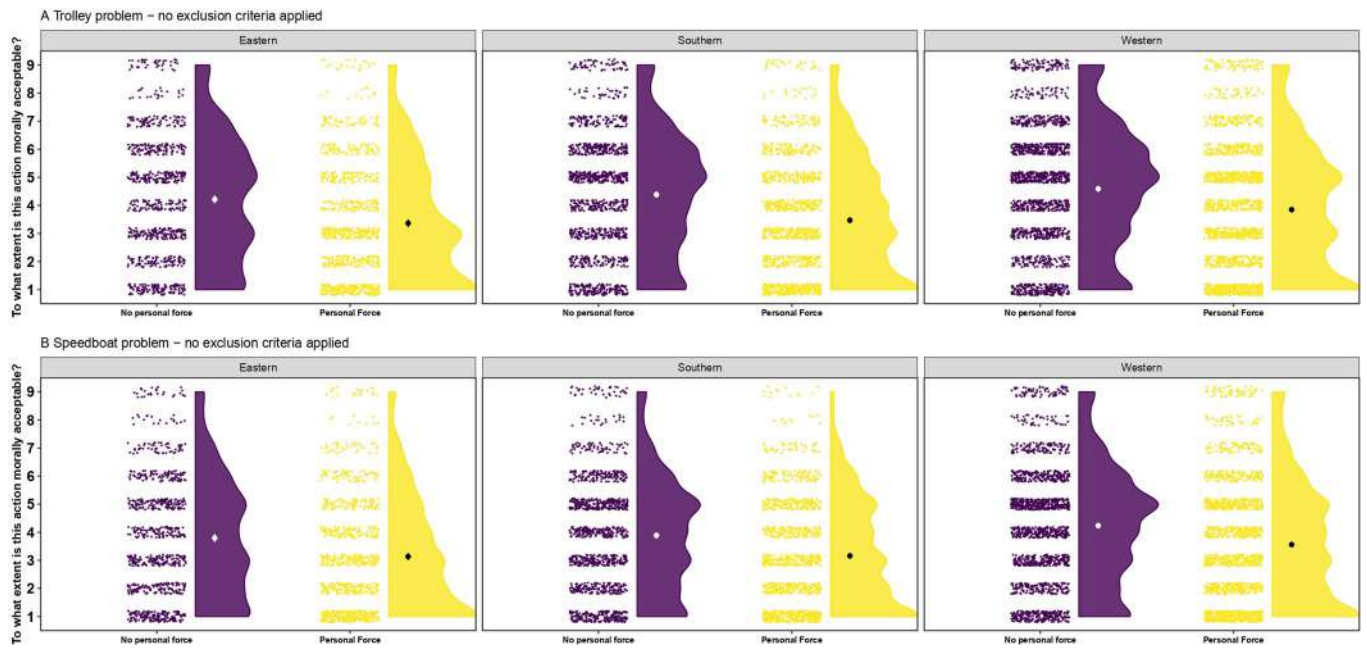 A Trolley problem – no exclusion criteria applied
Eastern
Southern
Western
To what extent is this action morally acceptable?
9
8
7
6
5
4
3
2
1
No personal force
Personal Force
No personal force
Personal Force
No personal force
Personal Force
B Speedboat problem – no exclusion criteria applied
Eastern
Southern
Western
To what extent is this action morally acceptable?
9
8
7
6
5
4
3
2
1
No personal force
Personal Force
No personal force
Personal Force
No personal force
Personal Force